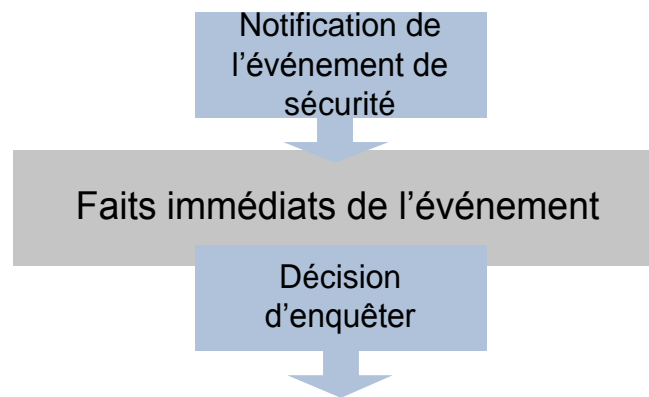 Notification de
l’événement de
sécurité
Faits immédiats de l’événement
Décision
d’enquêter